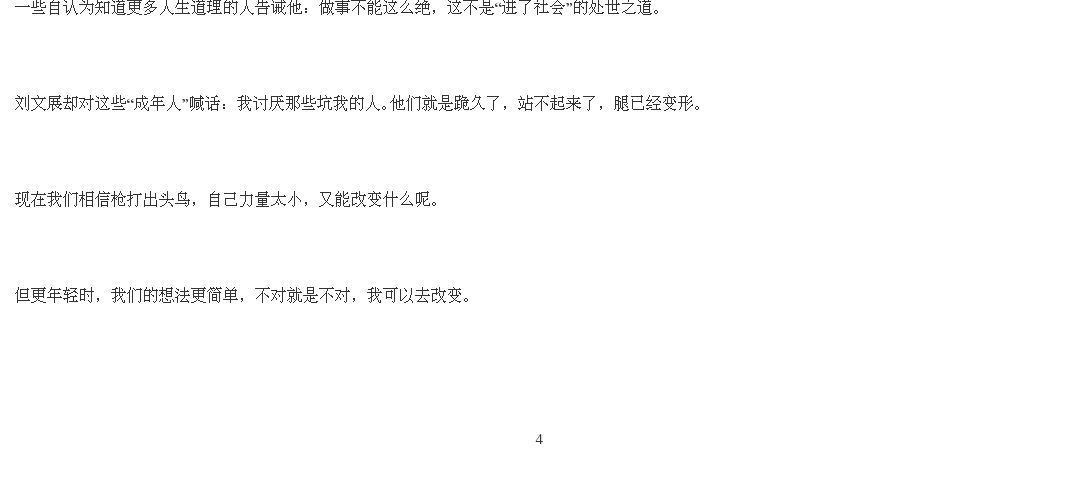 一些自认为知道更多人生道理的人告诫他：做事不能这么绝，这不是“进了社会”的处世之道。
刘文展却对这些“成年人”喊话：我讨厌那些坑我的人。他们就是跪久了，站不起来了，腿已经变形。
现在我们相信枪打出头鸟，自己力量太小，又能改变什么呢。
但更年轻时，我们的想法更简单，不对就是不对，我可以去改变。
4